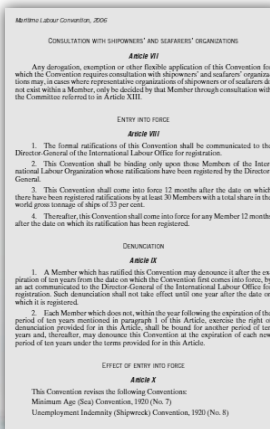 Maritime Labour Convention, 2006
CONSULTATION WITH SHIPOWNERS' AND SEAFARERS' ORGANIZATIONS
Article VII
Any derogation, exemption or other flexible application of this Convention for
which the Convention requires consultation with shipowners' and seafarers' organiza-
tions may, in cases where representative organizations of shipowners or of seafarers do
not exist within a Member, only be decided by that Member through consultation with
the Committee referred to in Article XIII.
ENTRY INTO FORCE
Article VIII
1. The formal ratifications of this Convention shall be communicated to the
Director-General of the International Labour Office for registration.
2. This Convention shall be binding only upon those Members of the Inter-
national Labour Organization whose ratifications have been registered by the Director-
General.
3. This Convention shall come into force 12 months after the date on which
there have been registered ratifications by at least 30 Members with a total share in the
world gross tonnage of ships of 33 per cent.
4. Thereafter, this Convention shall come into force for any Member 12 months
after the date on which its ratification has been registered.
DENUNCIATION
Article IX
1. A Member which has ratified this Convention may denounce it after the ex-
piration of ten years from the date on which the Convention first comes into force, by
an act communicated to the Director-General of the International Labour Office for
registration. Such denunciation shall not take effect until one year after the date on
which it is registered.
2. Each Member which does not, within the year following the expiration of the
period of ten years mentioned in paragraph 1 of this Article, exercise the right of
denunciation provided for in this Article, shall be bound for another period of ten
years and, thereafter, may denounce this Convention at the expiration of each new
period of ten years under the terms provided for in this Article.
EFFECT OF ENTRY INTO FORCE
Article X
This Convention revises the following Conventions:
Minimum Age (Sea) Convention, 1920 (No. 7)
Unemployment Indemnity (Shipwreck) Convention, 1920 (No. 8)